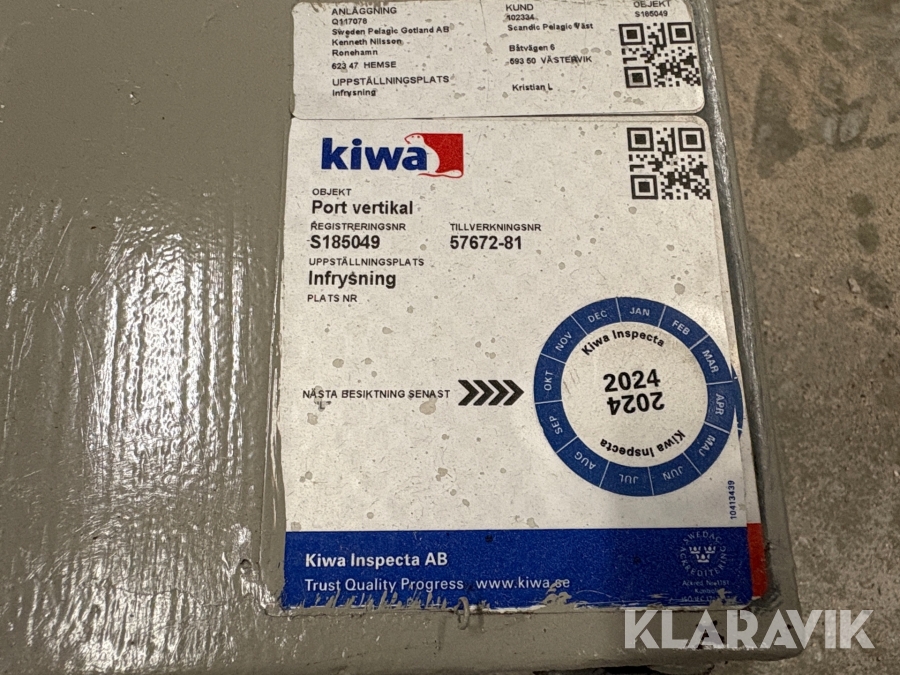 ANLÄGGNING
Q117076
Sweden Pelagic Gotland AB
Kenneth Nilsson
Ronehamn
623 47 HEMSE
UPPSTÄLLNINGSPLATS
Infrysning
KUND
102334
Scandic Pelagic Väst
Båtvägen 6
593 50 VÄSTERVIK
Kristian L
OBJEKT
S185049
kiwa
OBJEKT
Port vertikal
REGISTRERINGSNR
S185049
TILLVERKNINGSNR
57672-81
UPPSTÄLLNINGSPLATS
Infrysning
PLATS NR
NÄSTA BESIKTNING SENAST
JAN FEB MAR APR MAJ JUN JUL AUG SEP OKT NOV DEC
Kiwa Inspecta
2024
2024
Kiwa Inspecta
10413439
Kiwa Inspecta AB
Trust Quality Progress www.kiwa.se
SWEDAC
ACKREDITERING
KLARAVIK